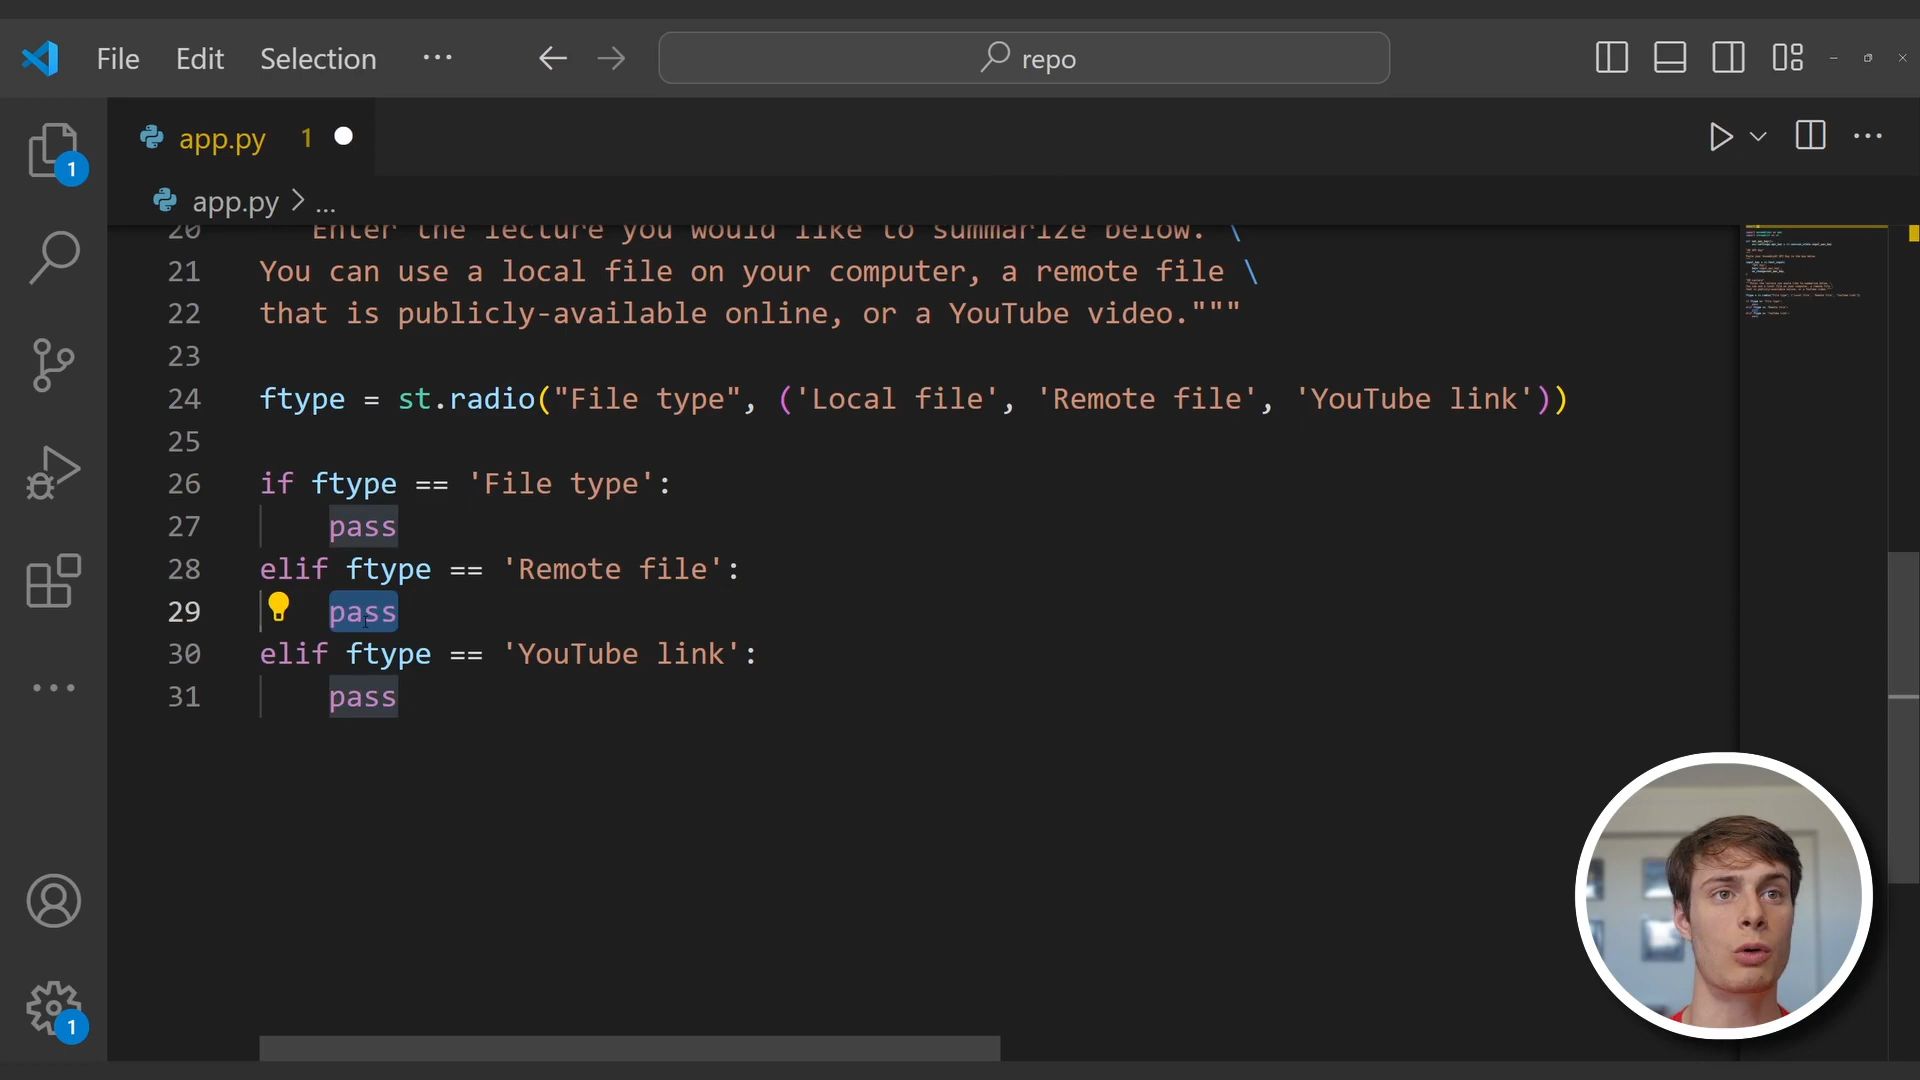 File Edit Selection ··· repo
app.py 1
app.py > ...
20 Enter the lecture you would like to summarize below. \
21 You can use a local file on your computer, a remote file \
22 that is publicly-available online, or a YouTube video."""
23
24 ftype = st.radio("File type", ('Local file', 'Remote file', 'YouTube link'))
25
26 if ftype == 'File type':
27 pass
28 elif ftype == 'Remote file':
29 pass
30 elif ftype == 'YouTube link':
31 pass
1
1